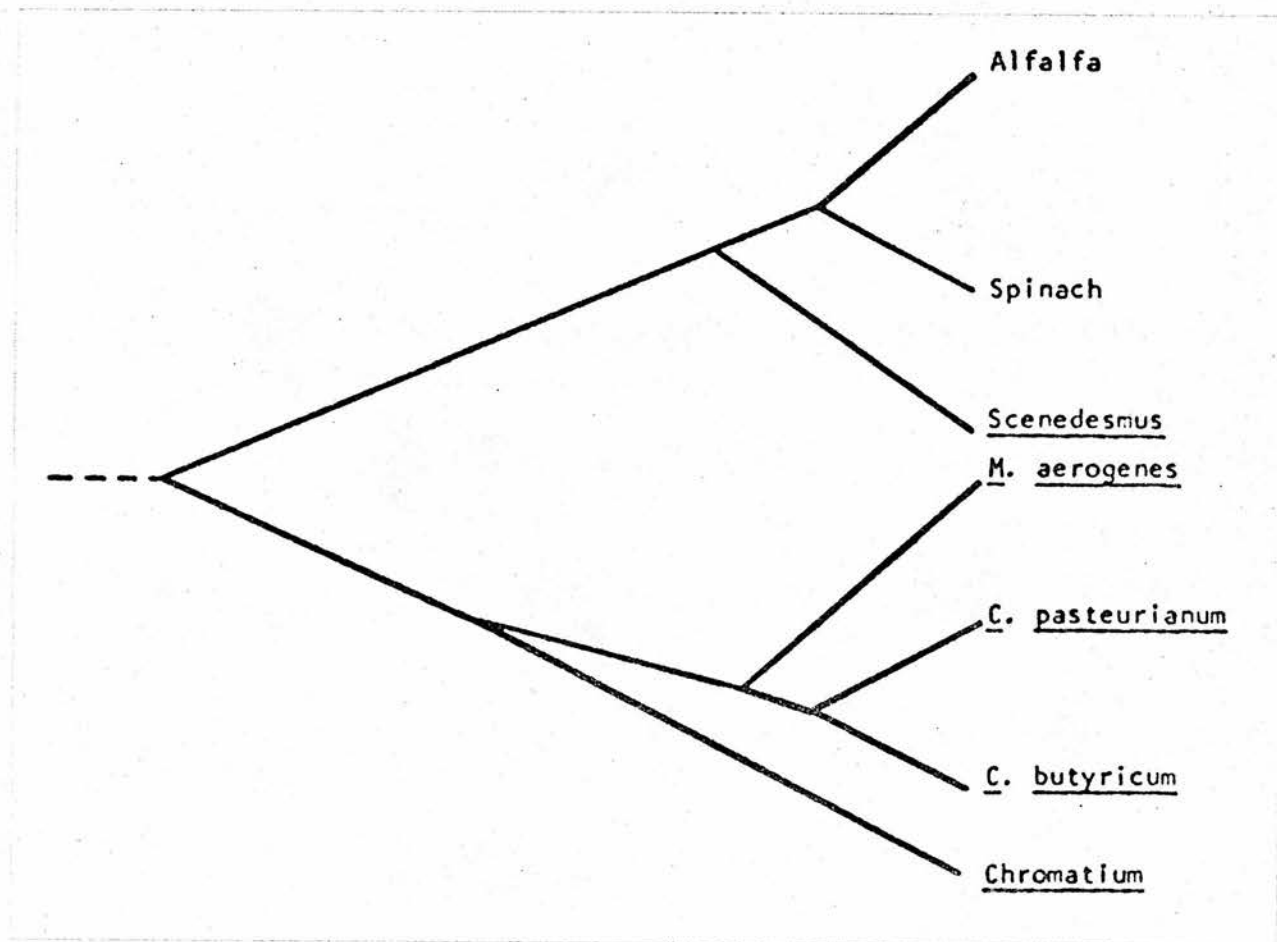 Alfalfa
Spinach
Scenedesmus
M. aerogenes
C. pasteurianum
C. butyricum
Chromatium